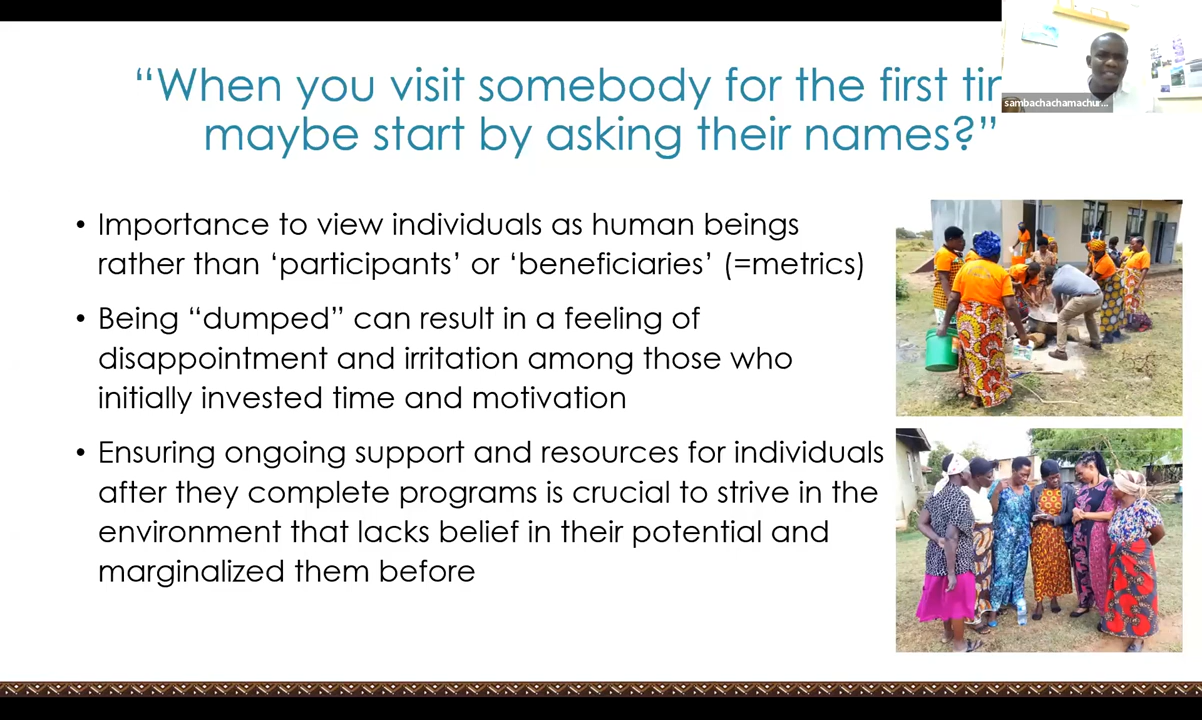 “When you visit somebody for the first
maybe start by asking their names?”
sambachachamachur...
• Importance to view individuals as human beings
rather than ‘participants’ or ‘beneficiaries’ (=metrics)
• Being “dumped” can result in a feeling of
disappointment and irritation among those who
initially invested time and motivation
• Ensuring ongoing support and resources for individuals
after they complete programs is crucial to strive in the
environment that lacks belief in their potential and
marginalized them before